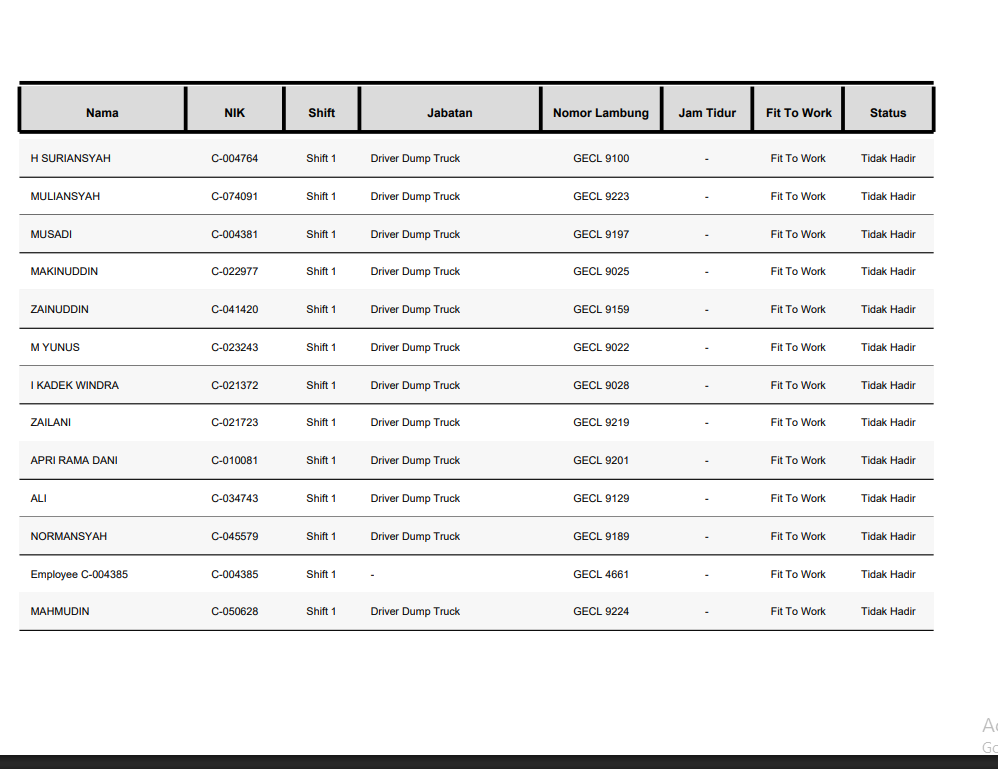 Nama NIK Shift Jabatan Nomor Lambung Jam Tidur Fit To Work Status
H SURIANSYAH C-004764 Shift 1 Driver Dump Truck GECL 9100 - Fit To Work Tidak Hadir
MULIANSYAH C-074091 Shift 1 Driver Dump Truck GECL 9223 - Fit To Work Tidak Hadir
MUSADI C-004381 Shift 1 Driver Dump Truck GECL 9197 - Fit To Work Tidak Hadir
MAKINUDDIN C-022977 Shift 1 Driver Dump Truck GECL 9025 - Fit To Work Tidak Hadir
ZAINUDDIN C-041420 Shift 1 Driver Dump Truck GECL 9159 - Fit To Work Tidak Hadir
M YUNUS C-023243 Shift 1 Driver Dump Truck GECL 9022 - Fit To Work Tidak Hadir
I KADEK WINDRA C-021372 Shift 1 Driver Dump Truck GECL 9028 - Fit To Work Tidak Hadir
ZAILANI C-021723 Shift 1 Driver Dump Truck GECL 9219 - Fit To Work Tidak Hadir
APRI RAMA DANI C-010081 Shift 1 Driver Dump Truck GECL 9201 - Fit To Work Tidak Hadir
ALI C-034743 Shift 1 Driver Dump Truck GECL 9129 - Fit To Work Tidak Hadir
NORMANSYAH C-045579 Shift 1 Driver Dump Truck GECL 9189 - Fit To Work Tidak Hadir
Employee C-004385 C-004385 Shift 1 - GECL 4661 - Fit To Work Tidak Hadir
MAHMUDIN C-050628 Shift 1 Driver Dump Truck GECL 9224 - Fit To Work Tidak Hadir